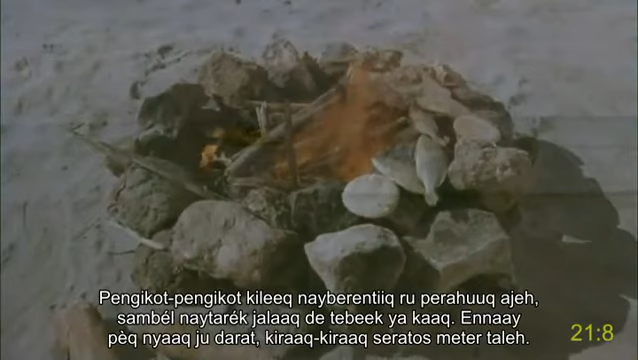 Pengikot-pengikot kileeq nayberentiiq ru perahuuq ajeh,
sambél naytarék jalaaq de tebeek ya kaaq. Ennaay
pèq nyaaq ju darat, kiraaq-kiraaq seratos meter taleh.
21:8